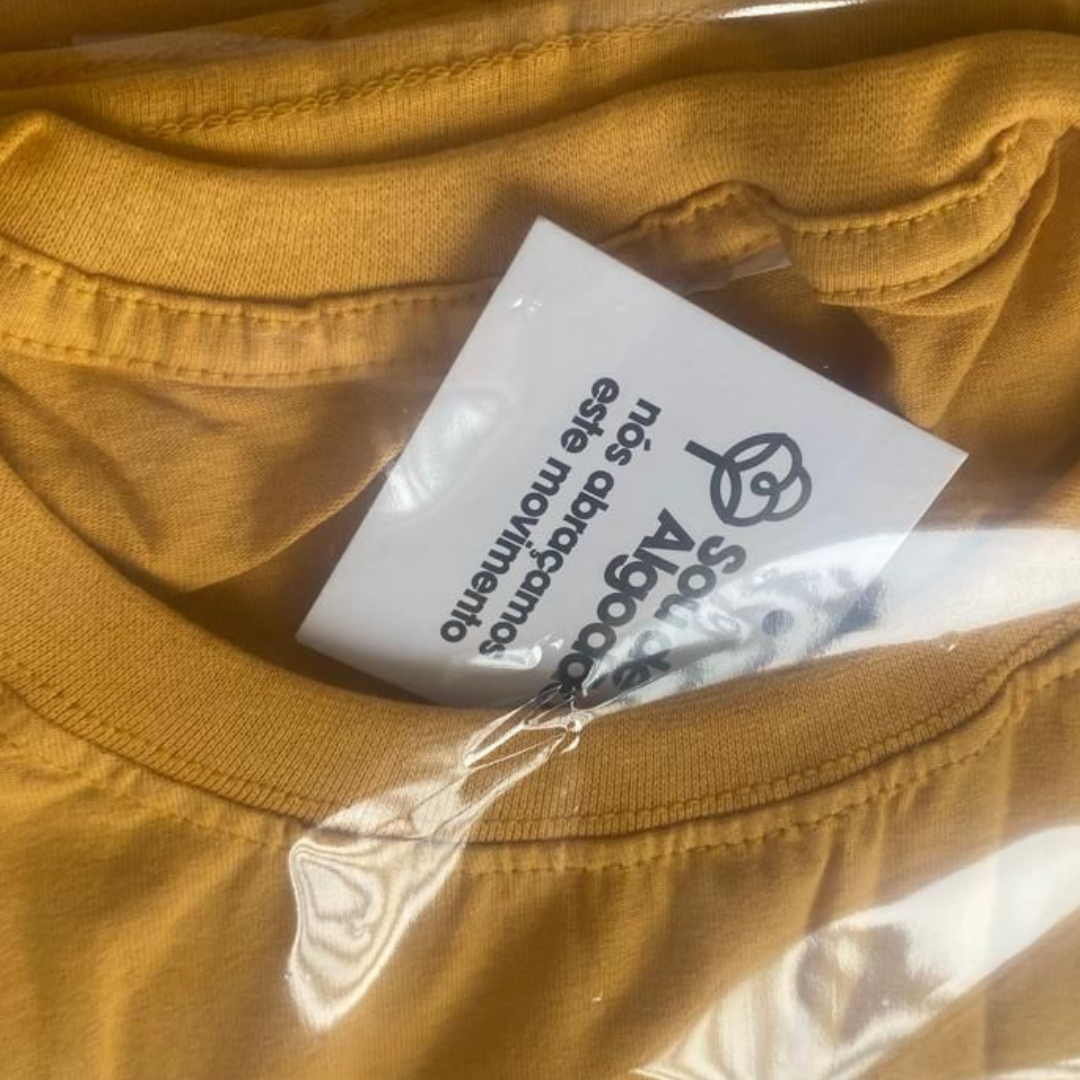 Sou de
Algodão
nós abraçamos
este movimento